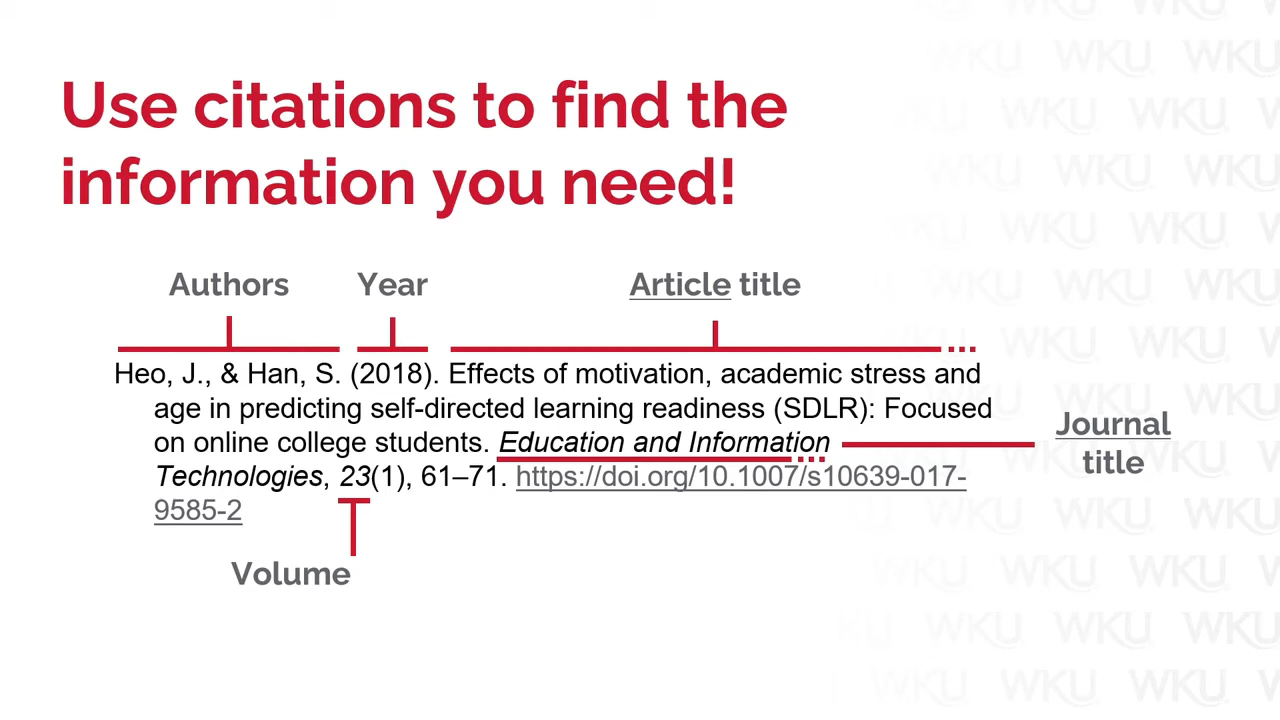 Use citations to find the
information you need!
Authors
Year
Article title
Heo, J., & Han, S. (2018). Effects of motivation, academic stress and
age in predicting self-directed learning readiness (SDLR): Focused
on online college students. Education and Information
Technologies, 23(1), 61–71. https://doi.org/10.1007/s10639-017-
9585-2
Journal
title
Volume
WKU